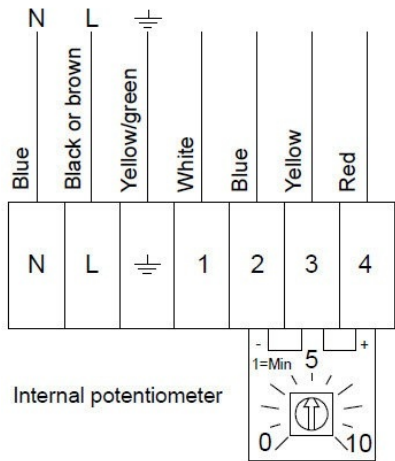 N L
Blue
Black or brown
Yellow/green
White
Blue
Yellow
Red
N L 1 2 3 4
- +
1=Min 5
Internal potentiometer
0 10